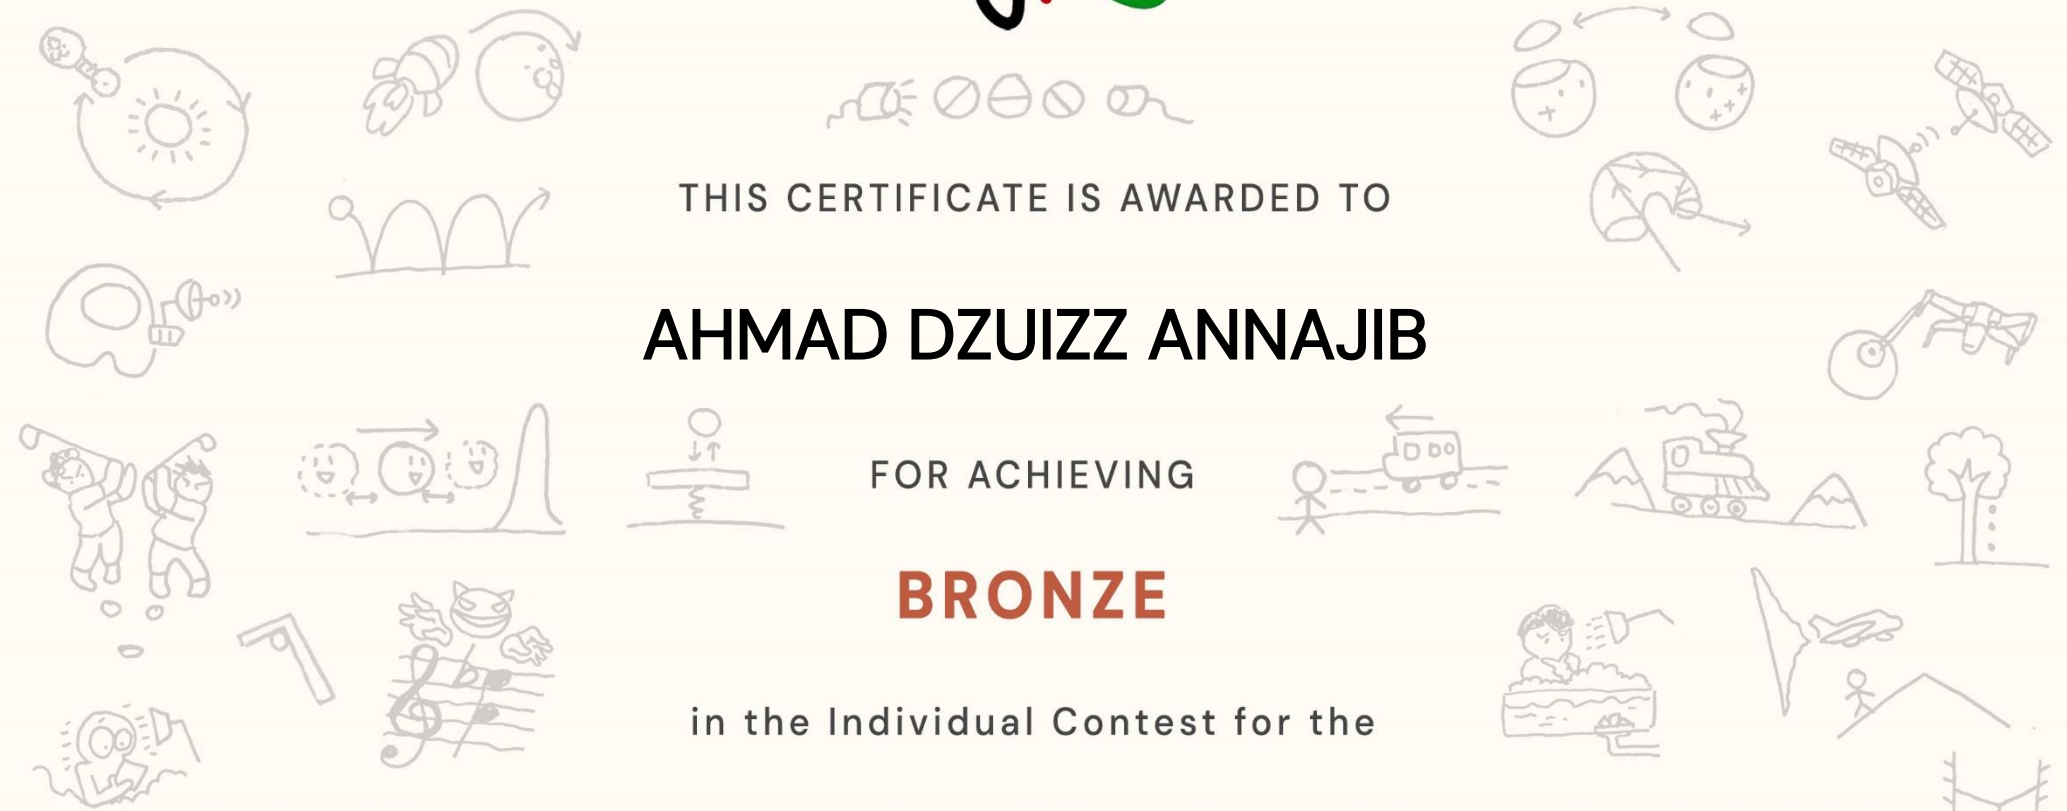 THIS CERTIFICATE IS AWARDED TO
AHMAD DZUIZZ ANNAJIB
FOR ACHIEVING
BRONZE
in the Individual Contest for the